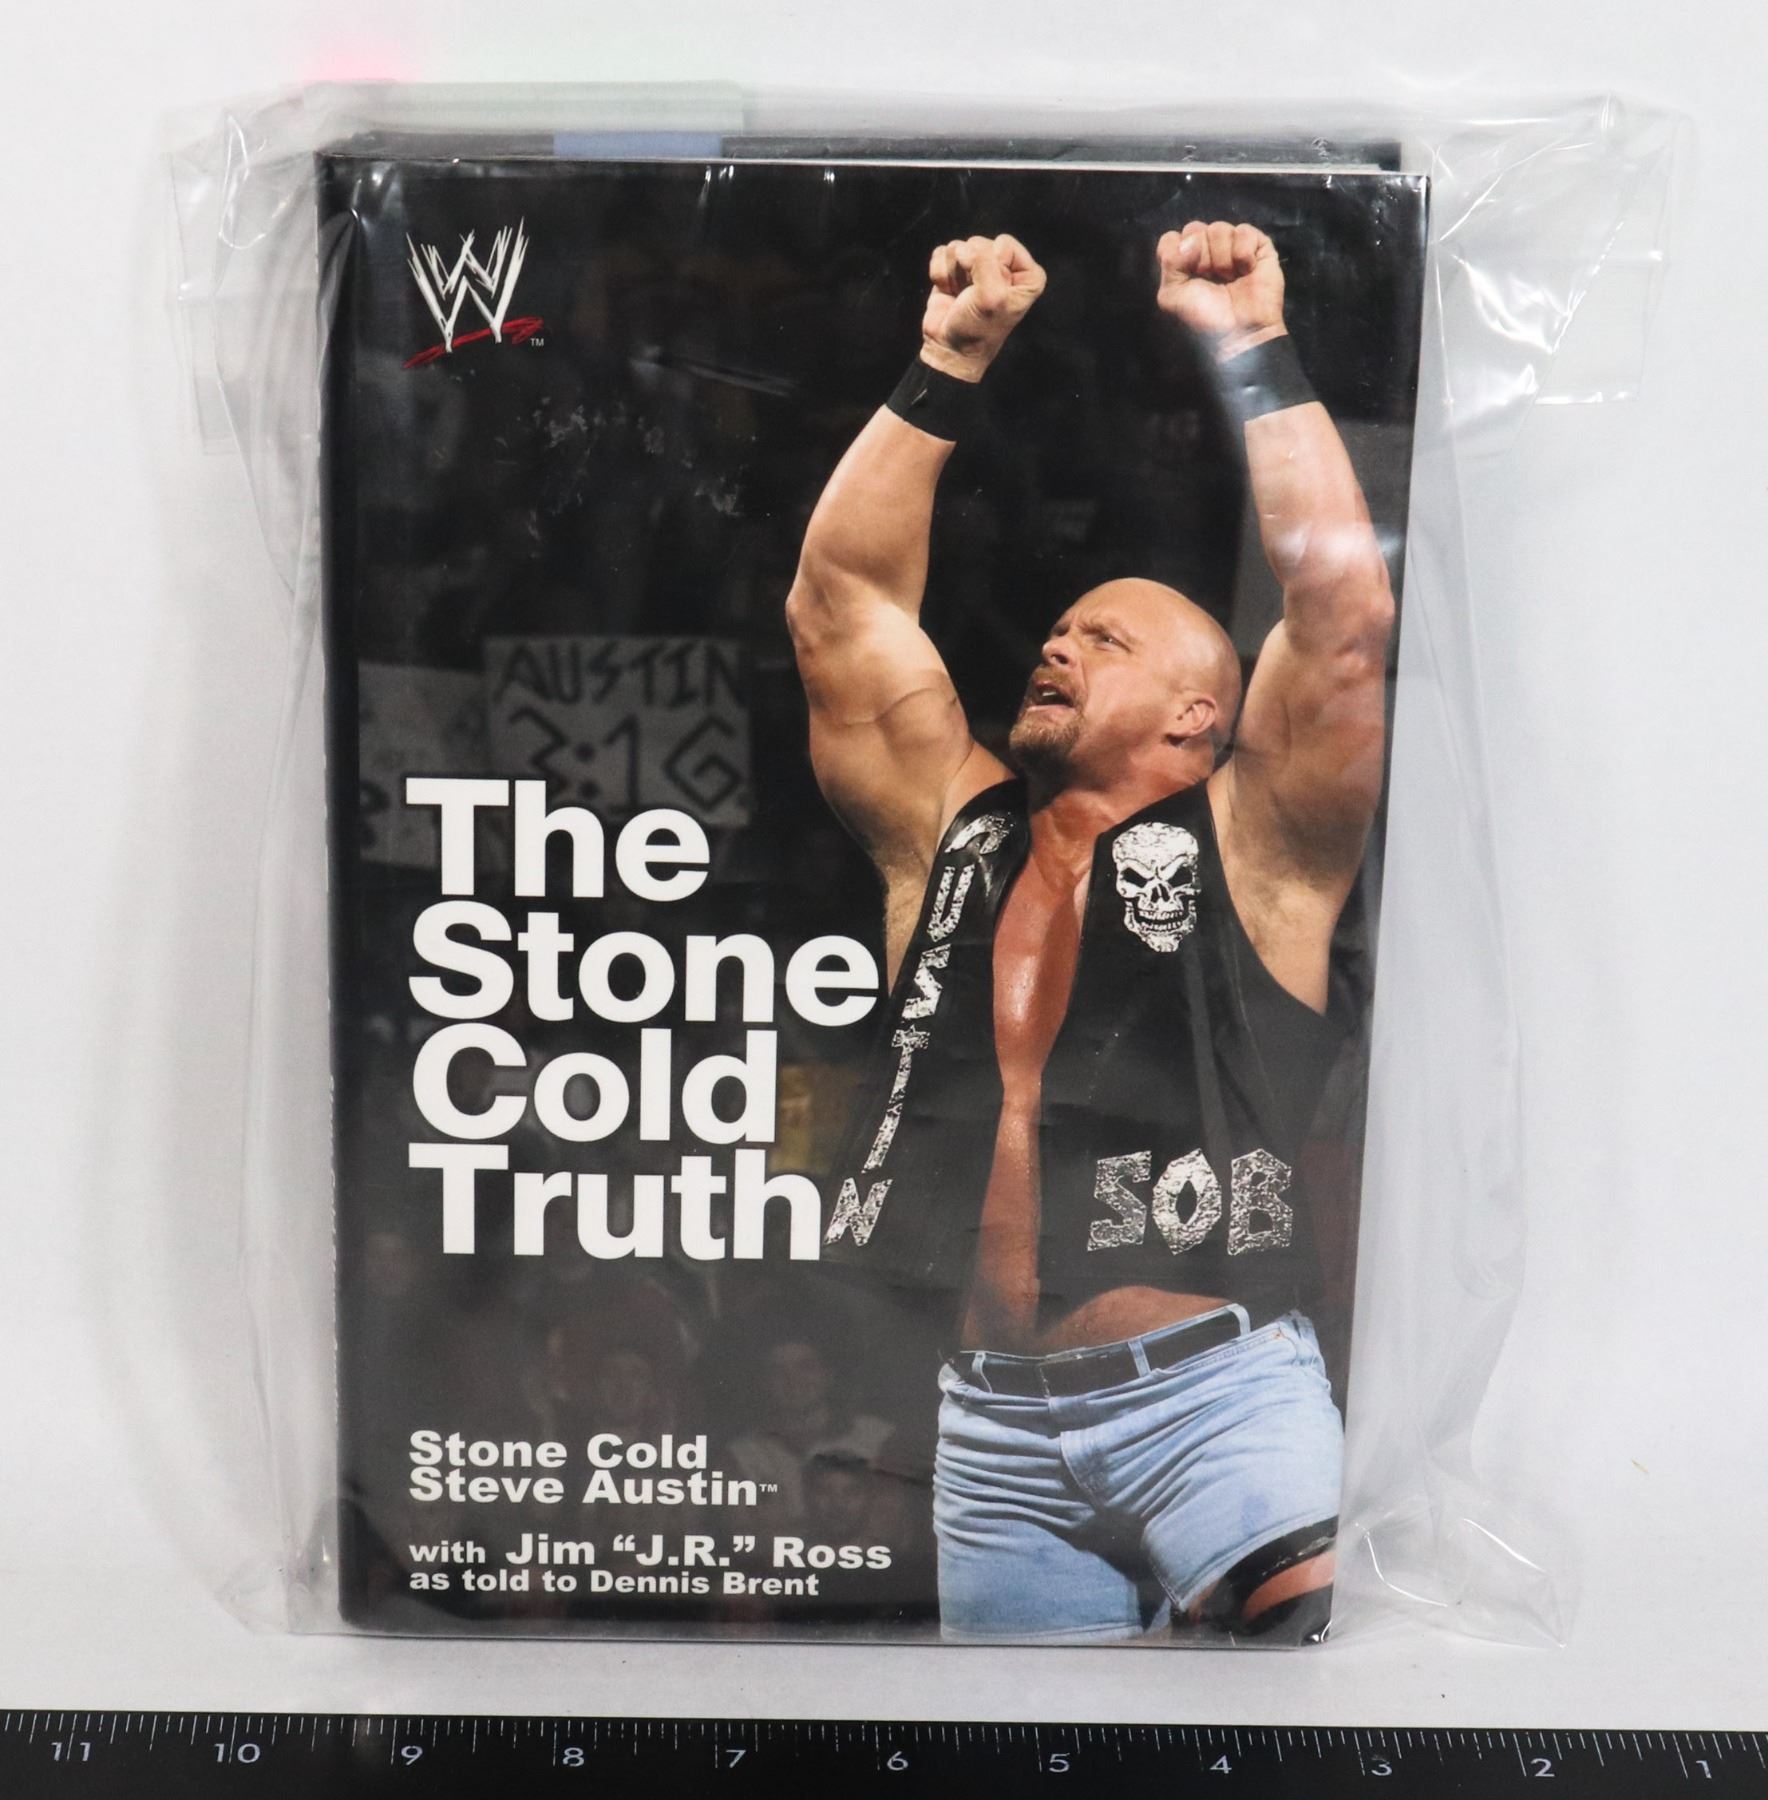 W
TM
AUSTIN
3:16
The
Stone
Cold
Truth
AUSTIN
SOB
Stone Cold
Steve Austin™
with Jim “J.R.” Ross
as told to Dennis Brent
11 10 9 8 7 6 5 4 3 2 1